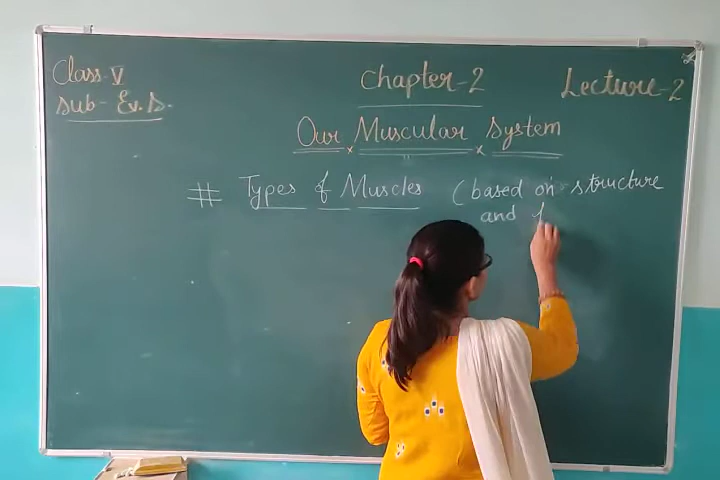 Class-V
Sub- Ev. S.
Chapter-2
Lecture-2
Our Muscular System
# Types of Muscles (based on structure
and